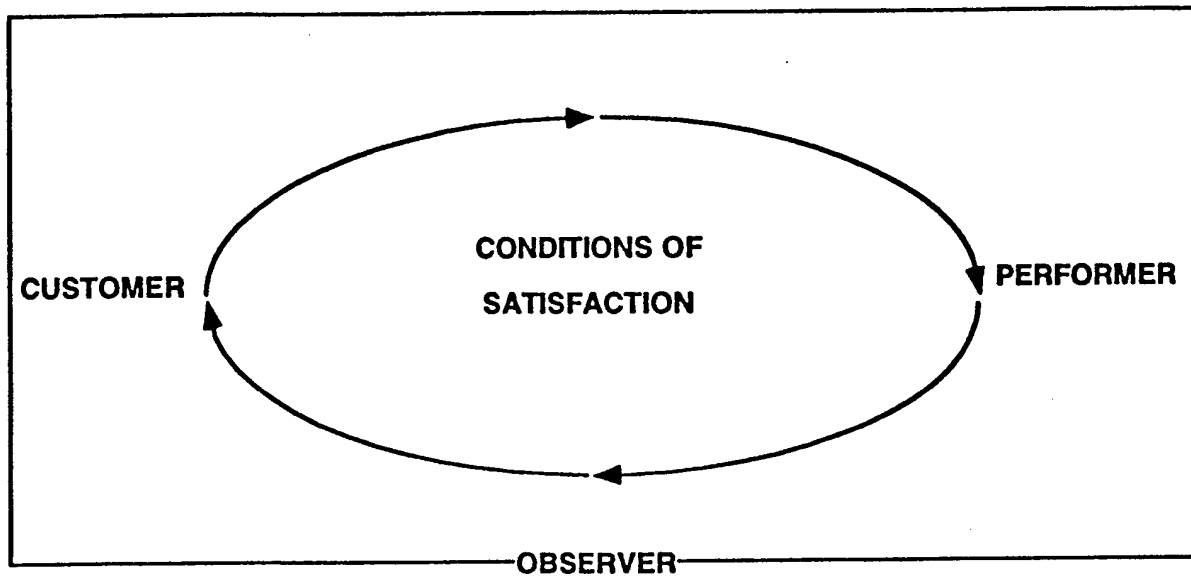 CONDITIONS OF
SATISFACTION
CUSTOMER
PERFORMER
OBSERVER